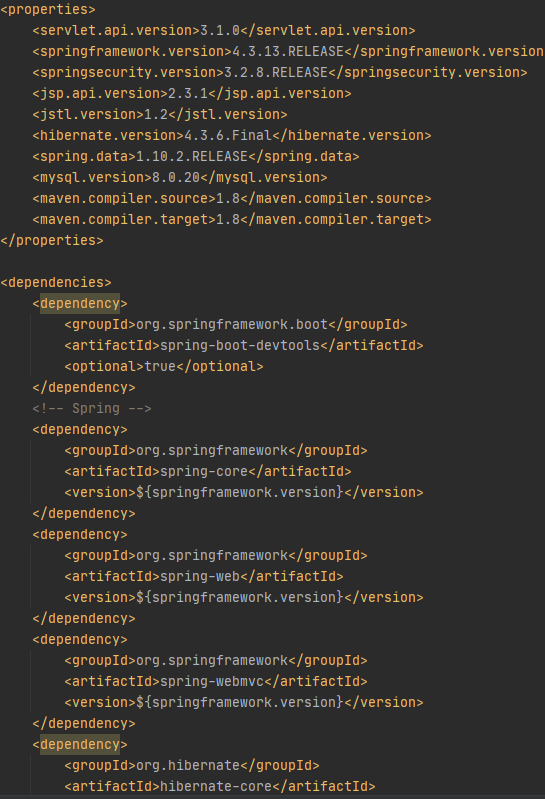 <properties>
    <servlet.api.version>3.1.0</servlet.api.version>
    <springframework.version>4.3.13.RELEASE</springframework.version
    <springsecurity.version>3.2.8.RELEASE</springsecurity.version>
    <jsp.api.version>2.3.1</jsp.api.version>
    <jstl.version>1.2</jstl.version>
    <hibernate.version>4.3.6.Final</hibernate.version>
    <spring.data>1.10.2.RELEASE</spring.data>
    <mysql.version>8.0.20</mysql.version>
    <maven.compiler.source>1.8</maven.compiler.source>
    <maven.compiler.target>1.8</maven.compiler.target>
</properties>

<dependencies>
    <dependency>
        <groupId>org.springframework.boot</groupId>
        <artifactId>spring-boot-devtools</artifactId>
        <optional>true</optional>
    </dependency>
    <!-- Spring -->
    <dependency>
        <groupId>org.springframework</groupId>
        <artifactId>spring-core</artifactId>
        <version>${springframework.version}</version>
    </dependency>
    <dependency>
        <groupId>org.springframework</groupId>
        <artifactId>spring-web</artifactId>
        <version>${springframework.version}</version>
    </dependency>
    <dependency>
        <groupId>org.springframework</groupId>
        <artifactId>spring-webmvc</artifactId>
        <version>${springframework.version}</version>
    </dependency>
    <dependency>
        <groupId>org.hibernate</groupId>
        <artifactId>hibernate-core</artifactId>